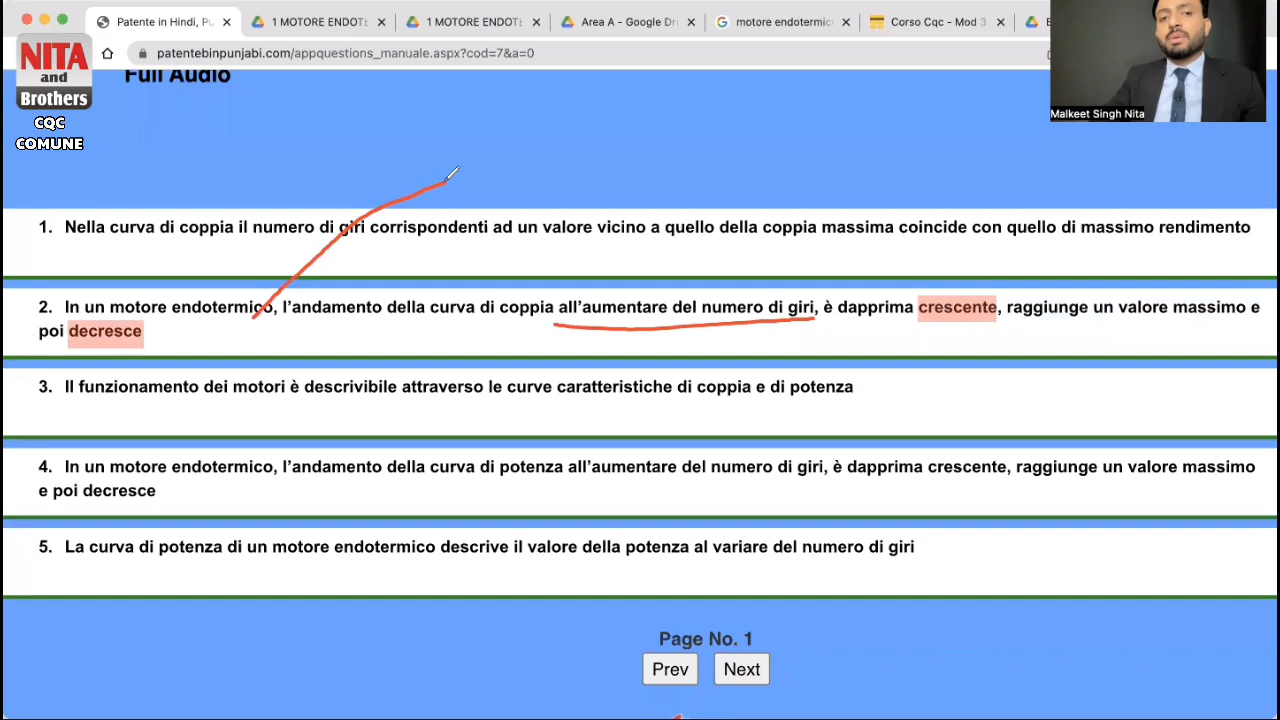 Patente in Hindi, Pu
1 MOTORE ENDOTE
1 MOTORE ENDOTE
Area A - Google Dri
motore endotermico
Corso Cqc - Mod 3
patentebinpunjabi.com/appquestions_manuale.aspx?cod=7&a=0
NITA
and
Brothers
CQC
COMUNE
Full Audio
Malkeet Singh Nita
1. Nella curva di coppia il numero di giri corrispondenti ad un valore vicino a quello della coppia massima coincide con quello di massimo rendimento
2. In un motore endotermico, l'andamento della curva di coppia all'aumentare del numero di giri, è dapprima crescente, raggiunge un valore massimo e
poi decresce
3. Il funzionamento dei motori è descrivibile attraverso le curve caratteristiche di coppia e di potenza
4. In un motore endotermico, l'andamento della curva di potenza all'aumentare del numero di giri, è dapprima crescente, raggiunge un valore massimo
e poi decresce
5. La curva di potenza di un motore endotermico descrive il valore della potenza al variare del numero di giri
Page No. 1
Prev
Next